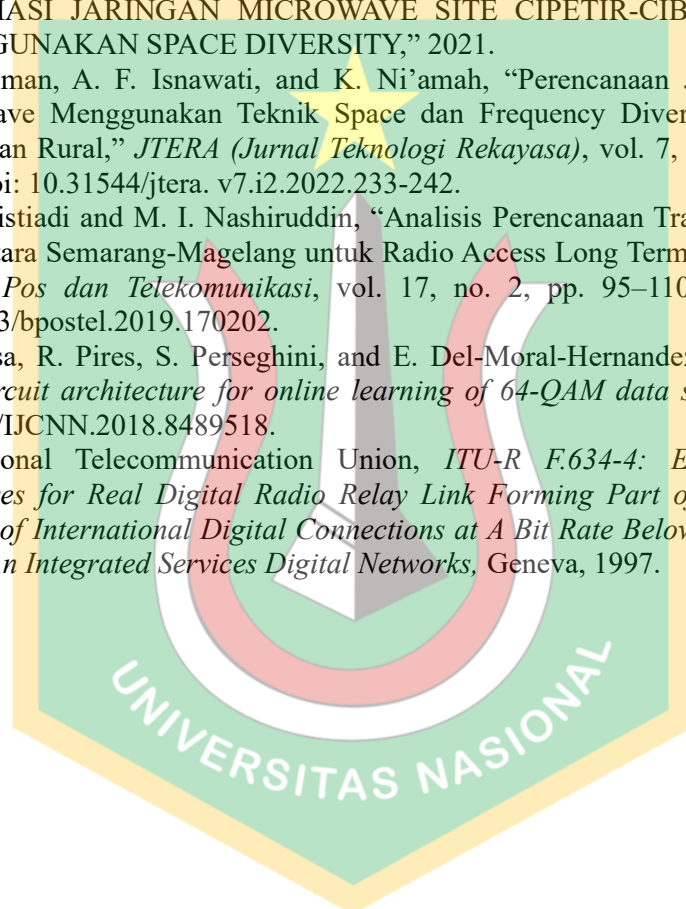 MASI JARINGAN MICROWAVE SITE CIPETIR-CIB
GUNAKAN SPACE DIVERSITY,” 2021.
man, A. F. Isnawati, and K. Ni’amah, “Perencanaan J
ave Menggunakan Teknik Space dan Frequency Diver
an Rural,” JTERA (Jurnal Teknologi Rekayasa), vol. 7,
oi: 10.31544/jtera. v7.i2.2022.233-242.
istiadi and M. I. Nashiruddin, “Analisis Perencanaan Tra
tara Semarang-Magelang untuk Radio Access Long Term
Pos dan Telekomunikasi, vol. 17, no. 2, pp. 95–110
3/bpostel.2019.170202.
sa, R. Pires, S. Perseghini, and E. Del-Moral-Hernandez
rcuit architecture for online learning of 64-QAM data s
/IJCNN.2018.8489518.
onal Telecommunication Union, ITU-R F.634-4: E
es for Real Digital Radio Relay Link Forming Part o
of International Digital Connections at A Bit Rate Below
n Integrated Services Digital Networks, Geneva, 1997.
UNIVERSITAS NASIONAL